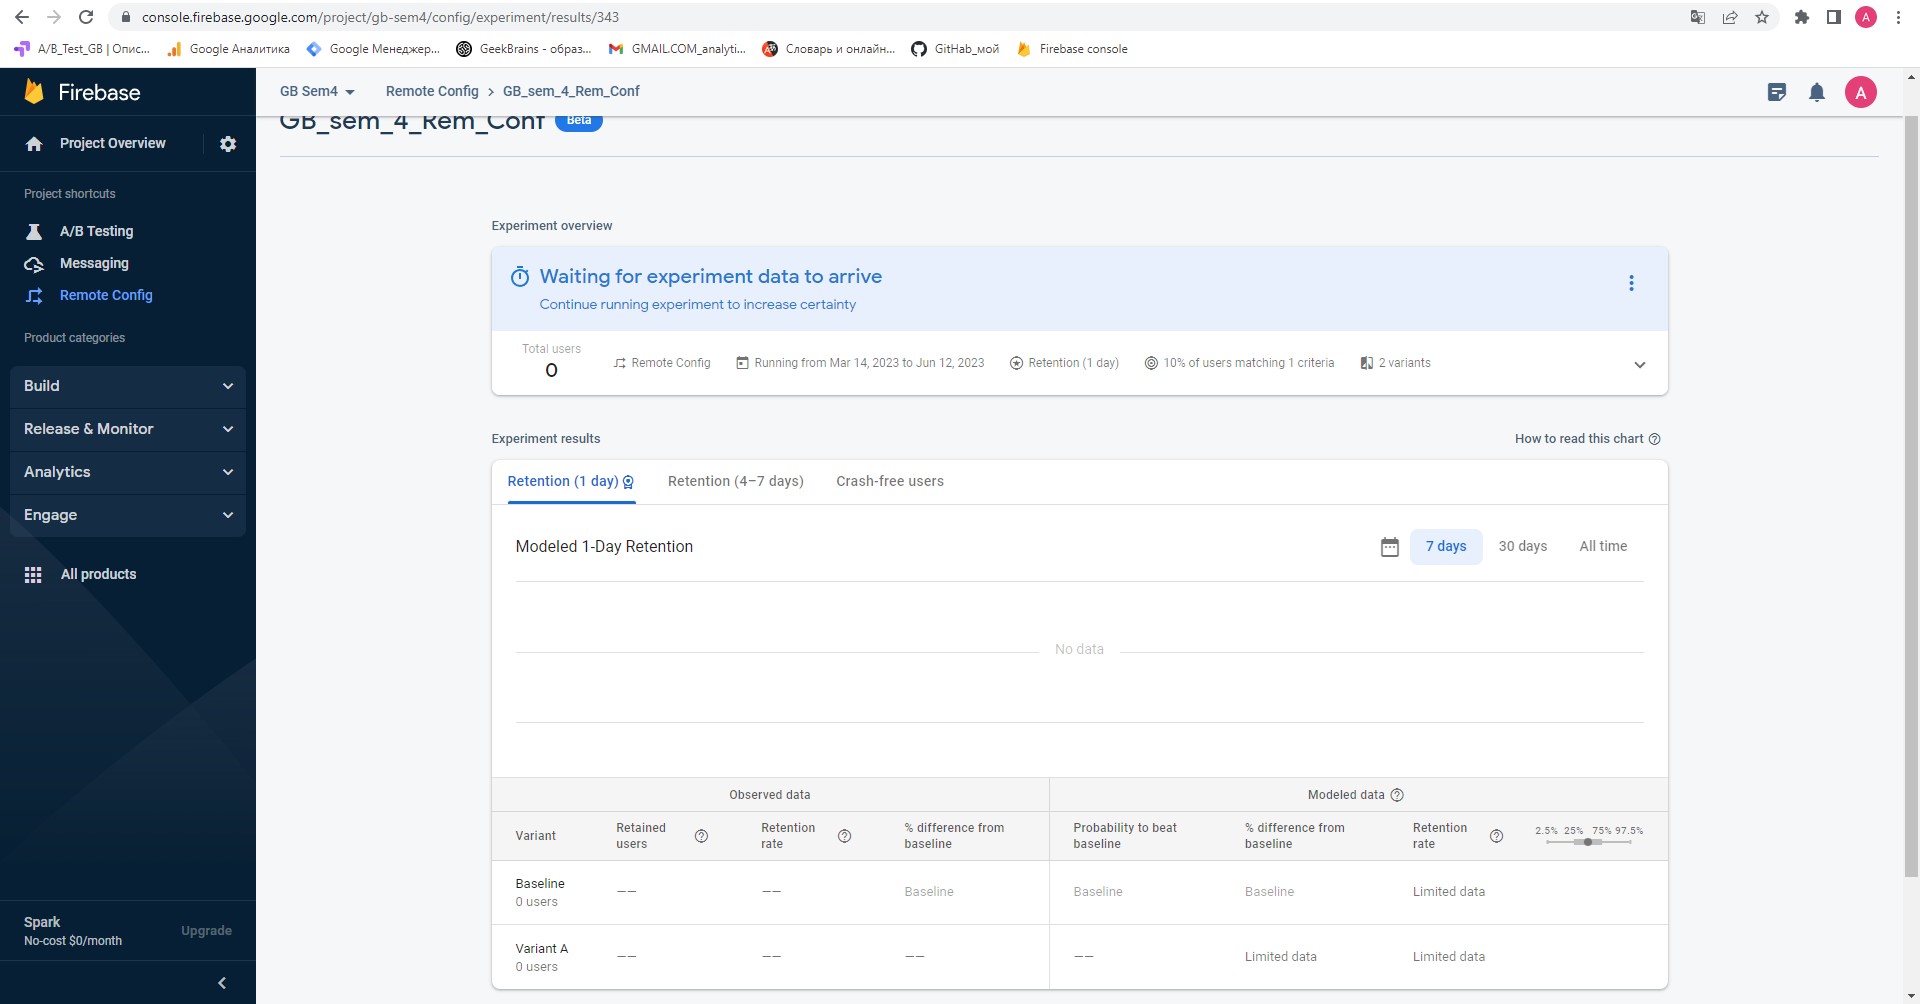 console.firebase.google.com/project/gb-sem4/config/experiment/results/343
A
A/B_Test_GB | Опис...
Google Аналитика
Google Менеджер...
GeekBrains - образ...
GMAIL.COM_analyti...
Словарь и онлайн...
GitHab_мой
Firebase console
Firebase
GB Sem4
Remote Config > GB_sem_4_Rem_Conf
A
GB_sem_4_Rem_Conf Beta
Project Overview
Project shortcuts
A/B Testing
Messaging
Remote Config
Product categories
Build
Release & Monitor
Analytics
Engage
All products
Spark
No-cost $0/month
Upgrade
Experiment overview
Waiting for experiment data to arrive
Continue running experiment to increase certainty
Total users
0
Remote Config
Running from Mar 14, 2023 to Jun 12, 2023
Retention (1 day)
10% of users matching 1 criteria
2 variants
Experiment results
How to read this chart
Retention (1 day)
Retention (4–7 days)
Crash-free users
Modeled 1-Day Retention
7 days
30 days
All time
No data
Observed data
Modeled data
Variant
Retained
users
Retention
rate
% difference from
baseline
Probability to beat
baseline
% difference from
baseline
Retention
rate
2.5% 25% 75% 97.5%
Baseline
0 users
——
——
Baseline
Baseline
Baseline
Limited data
Variant A
0 users
——
——
——
——
Limited data
Limited data